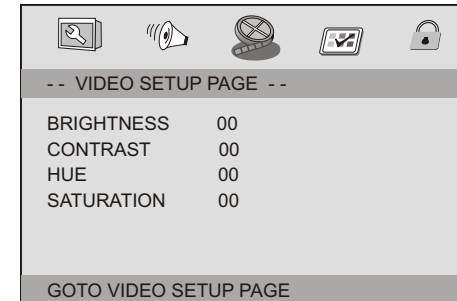 -- VIDEO SETUP PAGE --
BRIGHTNESS 00
CONTRAST 00
HUE 00
SATURATION 00
GOTO VIDEO SETUP PAGE